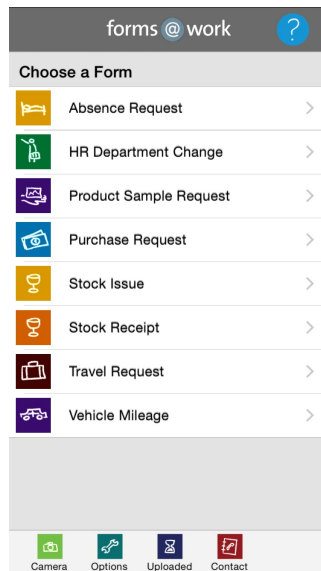 forms @ work ?
Choose a Form
Absence Request
HR Department Change
Product Sample Request
Purchase Request
Stock Issue
Stock Receipt
Travel Request
Vehicle Mileage
Camera Options Uploaded Contact